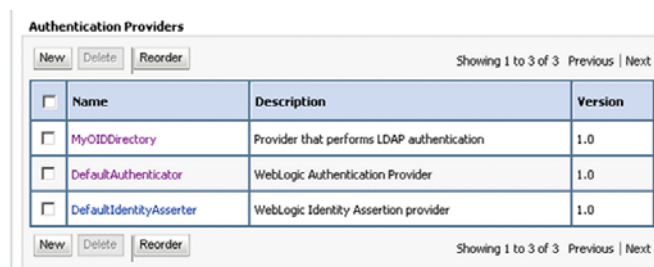 Authentication Providers
New Delete Reorder Showing 1 to 3 of 3 Previous | Next
Name Description Version
MyOIDDirectory Provider that performs LDAP authentication 1.0
DefaultAuthenticator WebLogic Authentication Provider 1.0
DefaultIdentityAsserter WebLogic Identity Assertion provider 1.0
New Delete Reorder Showing 1 to 3 of 3 Previous | Next